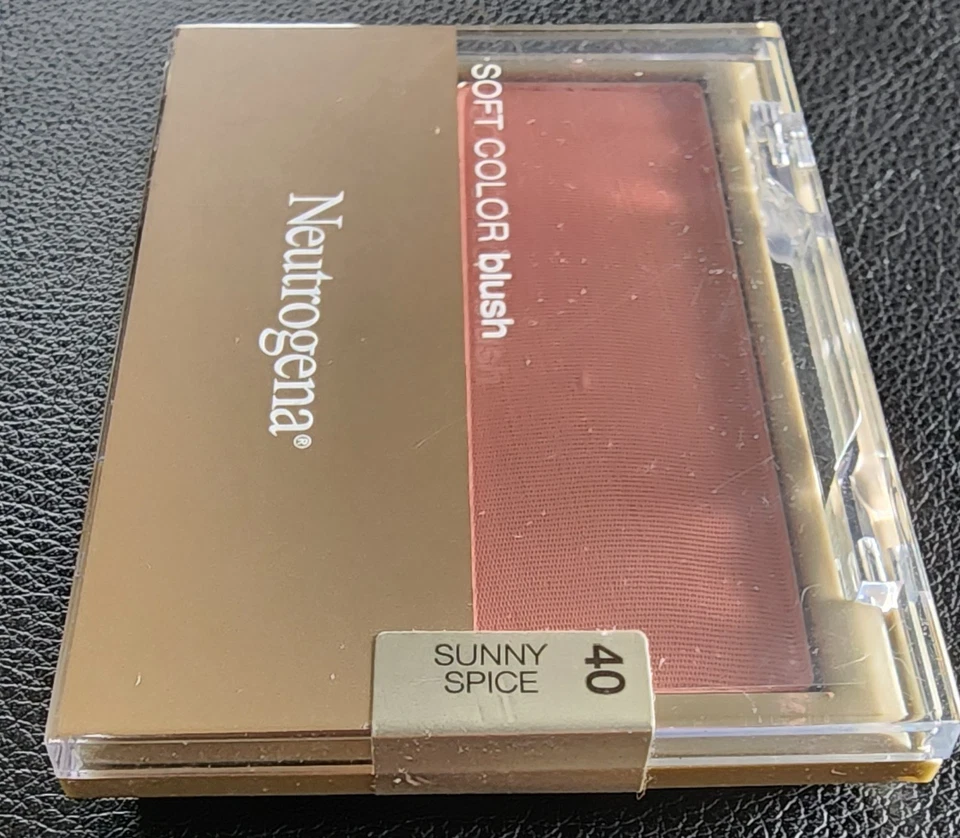 SOFT COLOR blush
Neutrogena®
SUNNY
SPICE
40